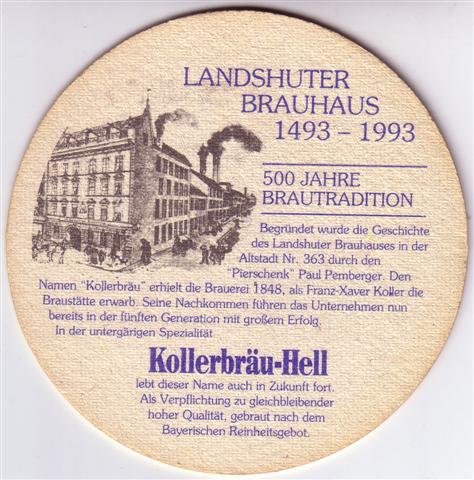 LANDSHUTER
BRAUHAUS
1493 – 1993
500 JAHRE
BRAUTRADITION
Begründet wurde die Geschichte
des Landshuter Brauhauses in der
Altstadt Nr. 363 durch den
"Pierschenk" Paul Pemberger. Den
Namen "Kollerbräu" erhielt die Brauerei 1848, als Franz-Xaver Koller die
Braustätte erwarb. Seine Nachkommen führen das Unternehmen nun
bereits in der fünften Generation mit großem Erfolg.
In der untergärigen Spezialität
Kollerbräu-Hell
lebt dieser Name auch in Zukunft fort.
Als Verpflichtung zu gleichbleibender
hoher Qualität, gebraut nach dem
Bayerischen Reinheitsgebot.